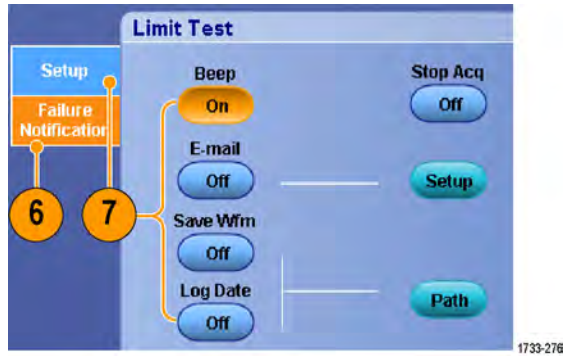 Limit Test
Setup
Failure
Notification
Beep
On
Stop Acq
Off
E-mail
Off
Setup
Save Wfm
Off
Log Date
Off
Path
6
7
1733-276